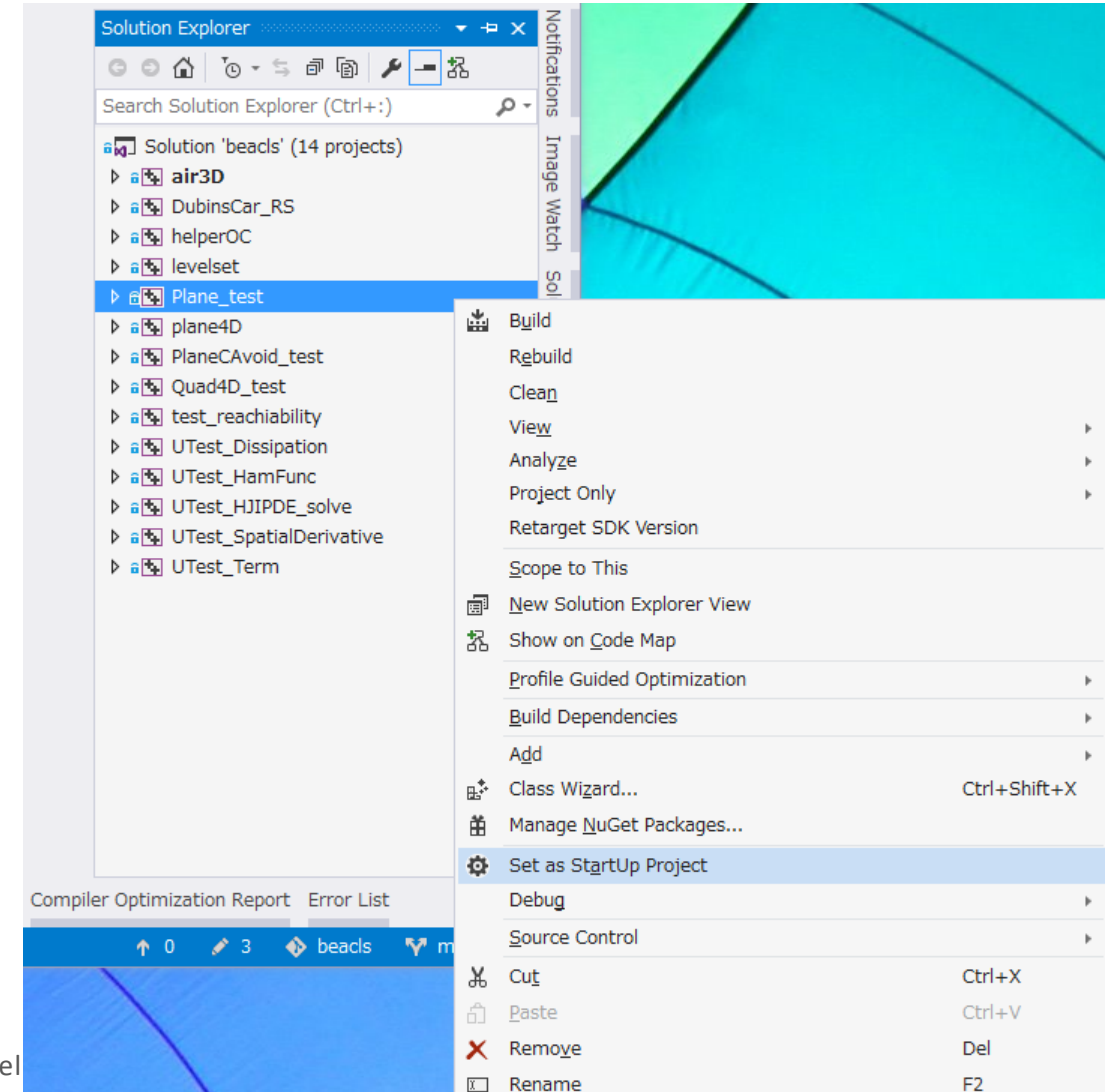 Solution Explorer
Search Solution Explorer (Ctrl+:)
Solution 'beacls' (14 projects)
air3D
DubinsCar_RS
helperOC
levelset
Plane_test
plane4D
PlaneCAvoid_test
Quad4D_test
test_reachiability
UTest_Dissipation
UTest_HamFunc
UTest_HJIPDE_solve
UTest_SpatialDerivative
UTest_Term
Notifications
Image Watch
Sol
Build
Rebuild
Clean
View
Analyze
Project Only
Retarget SDK Version
Scope to This
New Solution Explorer View
Show on Code Map
Profile Guided Optimization
Build Dependencies
Add
Class Wizard... Ctrl+Shift+X
Manage NuGet Packages...
Set as StartUp Project
Debug
Source Control
Cut Ctrl+X
Paste Ctrl+V
Remove Del
Rename F2
Compiler Optimization Report Error List
0 3 beacls m
el